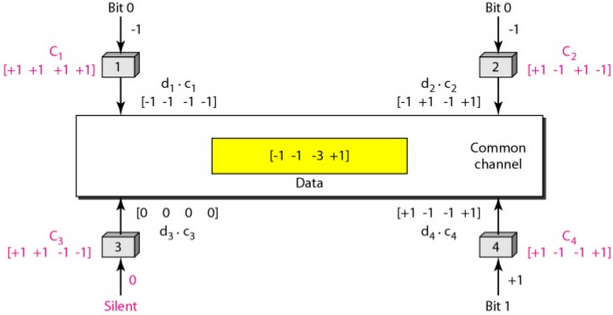 Bit 0
Bit 0
-1
-1
C1
C2
[+1 +1 +1 +1]
1
2
[+1 -1 +1 -1]
d1 · c1
d2 · c2
[-1 -1 -1 -1]
[-1 +1 -1 +1]
[-1 -1 -3 +1]
Common
channel
Data
[0 0 0 0]
[+1 -1 -1 +1]
C3
d3 · c3
d4 · c4
C4
[+1 +1 -1 -1]
3
4
[+1 -1 -1 +1]
0
+1
Silent
Bit 1